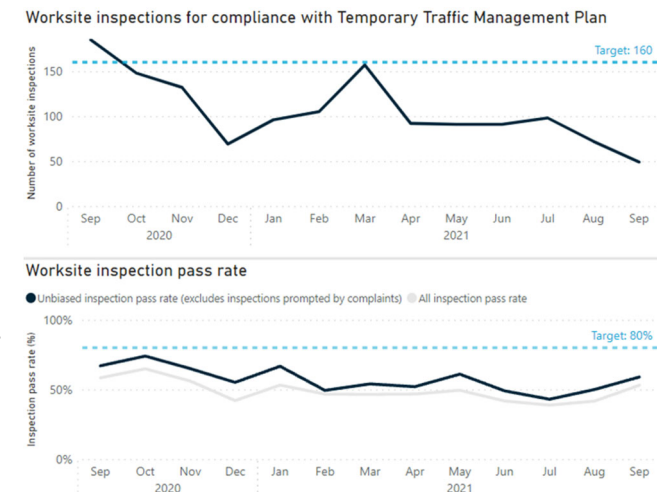 Worksite inspections for compliance with Temporary Traffic Management Plan
Number of worksite inspections
Target: 160
150
100
50
0
Sep Oct Nov Dec Jan Feb Mar Apr May Jun Jul Aug Sep
2020 2021
Worksite inspection pass rate
Unbiased inspection pass rate (excludes inspections prompted by complaints) All inspection pass rate
Inspection pass rate (%)
100%
Target: 80%
50%
0%
Sep Oct Nov Dec Jan Feb Mar Apr May Jun Jul Aug Sep
2020 2021